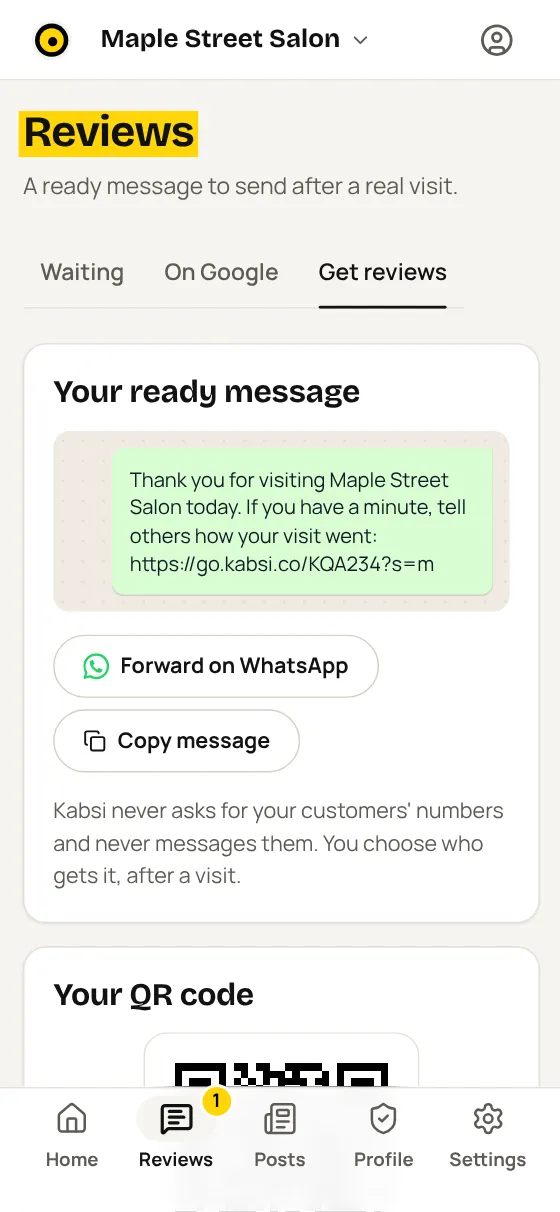 Maple Street Salon
Reviews
A ready message to send after a real visit.
Waiting
On Google
Get reviews
Your ready message
Thank you for visiting Maple Street
Salon today. If you have a minute, tell
others how your visit went:
https://go.kabsi.co/KQA234?s=m
Forward on WhatsApp
Copy message
Kabsi never asks for your customers' numbers
and never messages them. You choose who
gets it, after a visit.
Your QR code
1
Home
Reviews
Posts
Profile
Settings